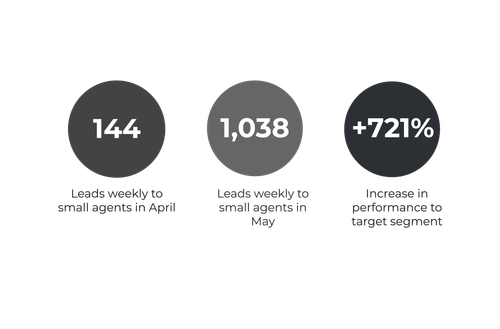 144
Leads weekly to
small agents in April
1,038
Leads weekly to
small agents in
May
+721%
Increase in
performance to
target segment